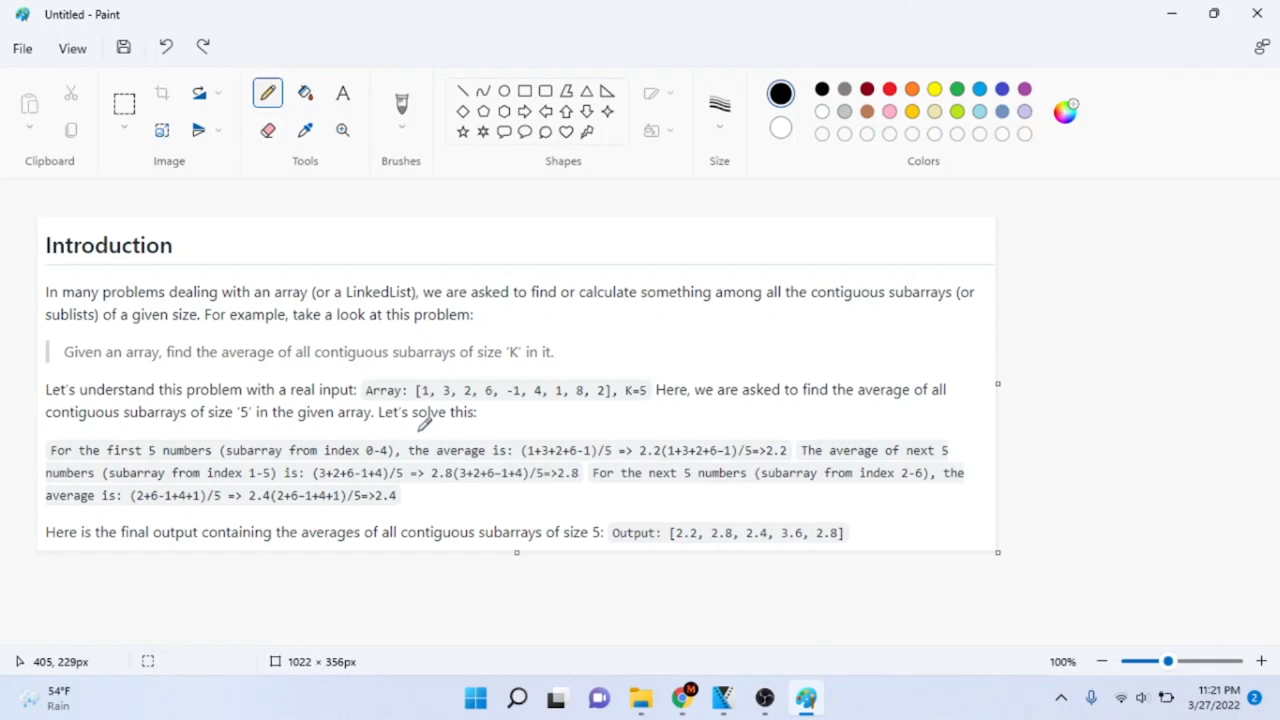 Untitled - Paint
File View
Clipboard Image Tools Brushes Shapes Size Colors
A
Introduction
In many problems dealing with an array (or a LinkedList), we are asked to find or calculate something among all the contiguous subarrays (or
sublists) of a given size. For example, take a look at this problem:
Given an array, find the average of all contiguous subarrays of size ‘K’ in it.
Let’s understand this problem with a real input: Array: [1, 3, 2, 6, -1, 4, 1, 8, 2], K=5 Here, we are asked to find the average of all
contiguous subarrays of size ‘5’ in the given array. Let’s solve this:
For the first 5 numbers (subarray from index 0-4), the average is: (1+3+2+6-1)/5 => 2.2(1+3+2+6−1)/5=>2.2 The average of next 5
numbers (subarray from index 1-5) is: (3+2+6-1+4)/5 => 2.8(3+2+6−1+4)/5=>2.8 For the next 5 numbers (subarray from index 2-6), the
average is: (2+6-1+4+1)/5 => 2.4(2+6−1+4+1)/5=>2.4
Here is the final output containing the averages of all contiguous subarrays of size 5: Output: [2.2, 2.8, 2.4, 3.6, 2.8]
405, 229px 1022 × 356px 100%
54°F
Rain
M
11:21 PM
3/27/2022
2